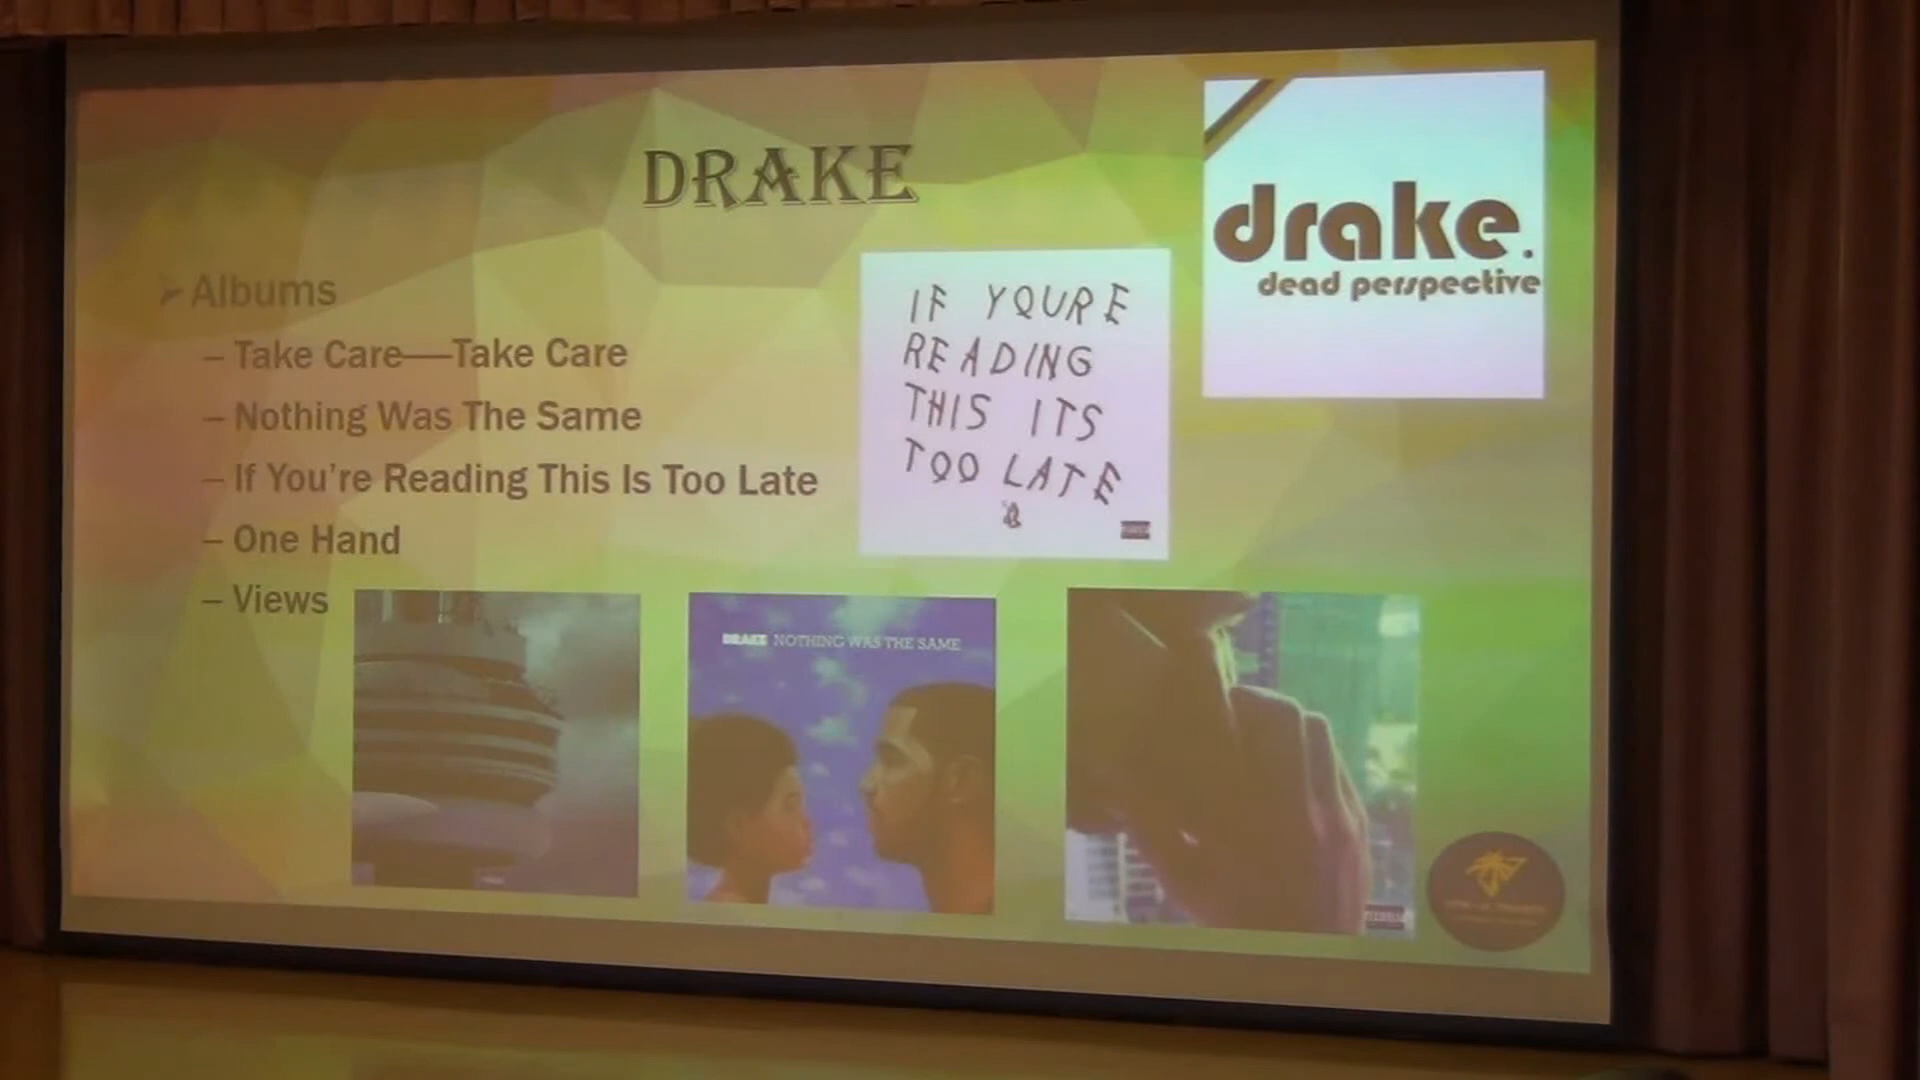 DRAKE
Albums
– Take Care—Take Care
– Nothing Was The Same
– If You’re Reading This Is Too Late
– One Hand
– Views
IF YOURE
READING
THIS ITS
TOO LATE
drake.
dead perspective
DRAKE NOTHING WAS THE SAME